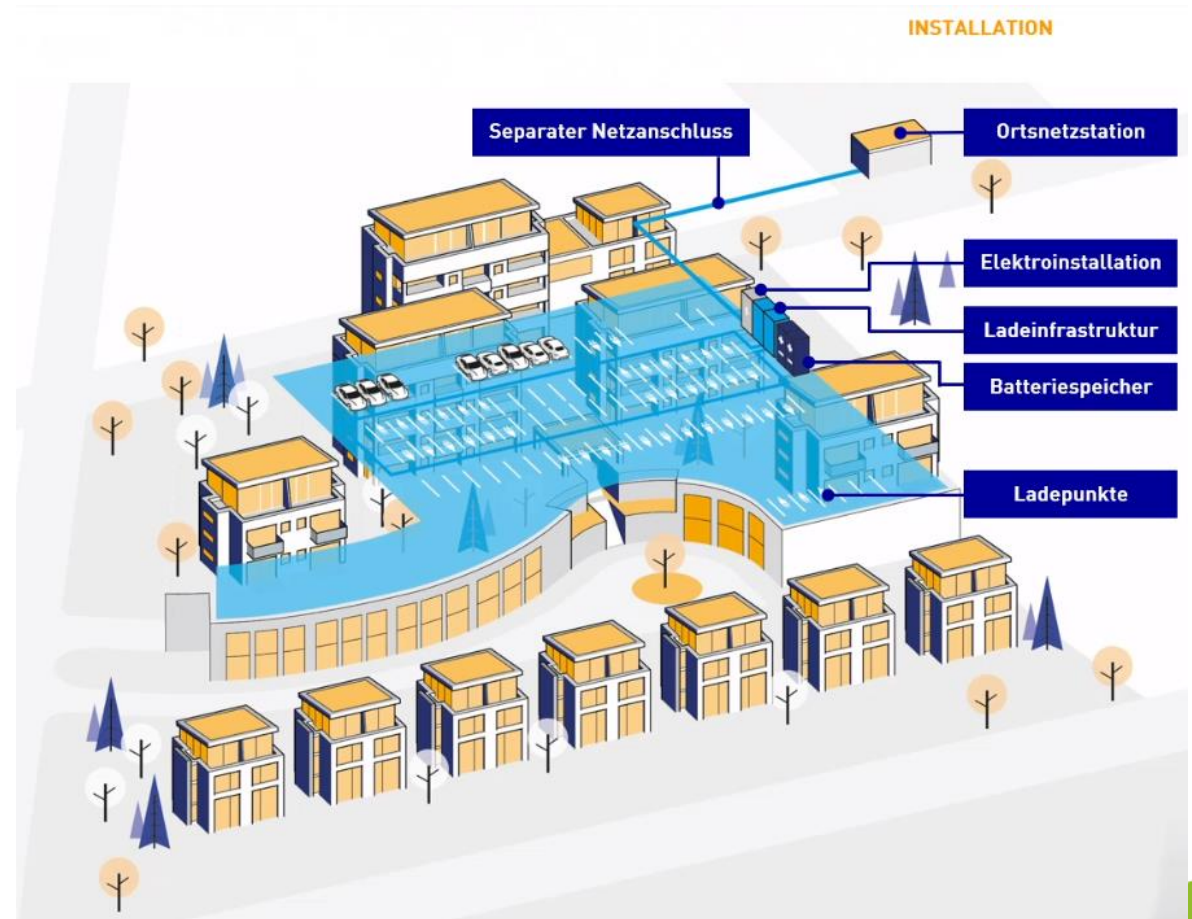 INSTALLATION
Separater Netzanschluss
Ortsnetzstation
Elektroinstallation
Ladeinfrastruktur
Batteriespeicher
Ladepunkte